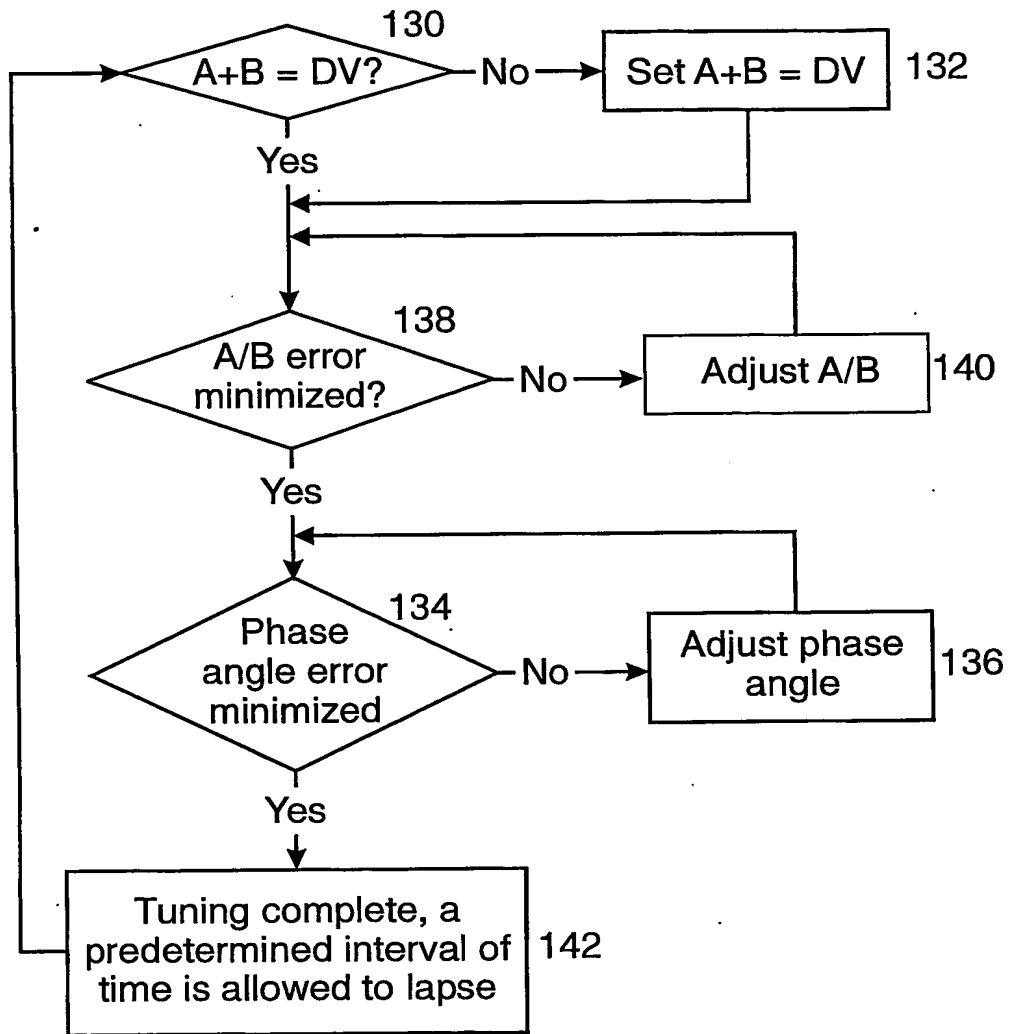 130
A+B = DV?
No
Set A+B = DV
132
Yes
138
A/B error
minimized?
No
Adjust A/B
140
Yes
134
Phase
angle error
minimized
No
Adjust phase
angle
136
Yes
Tuning complete, a
predetermined interval of
time is allowed to lapse
142